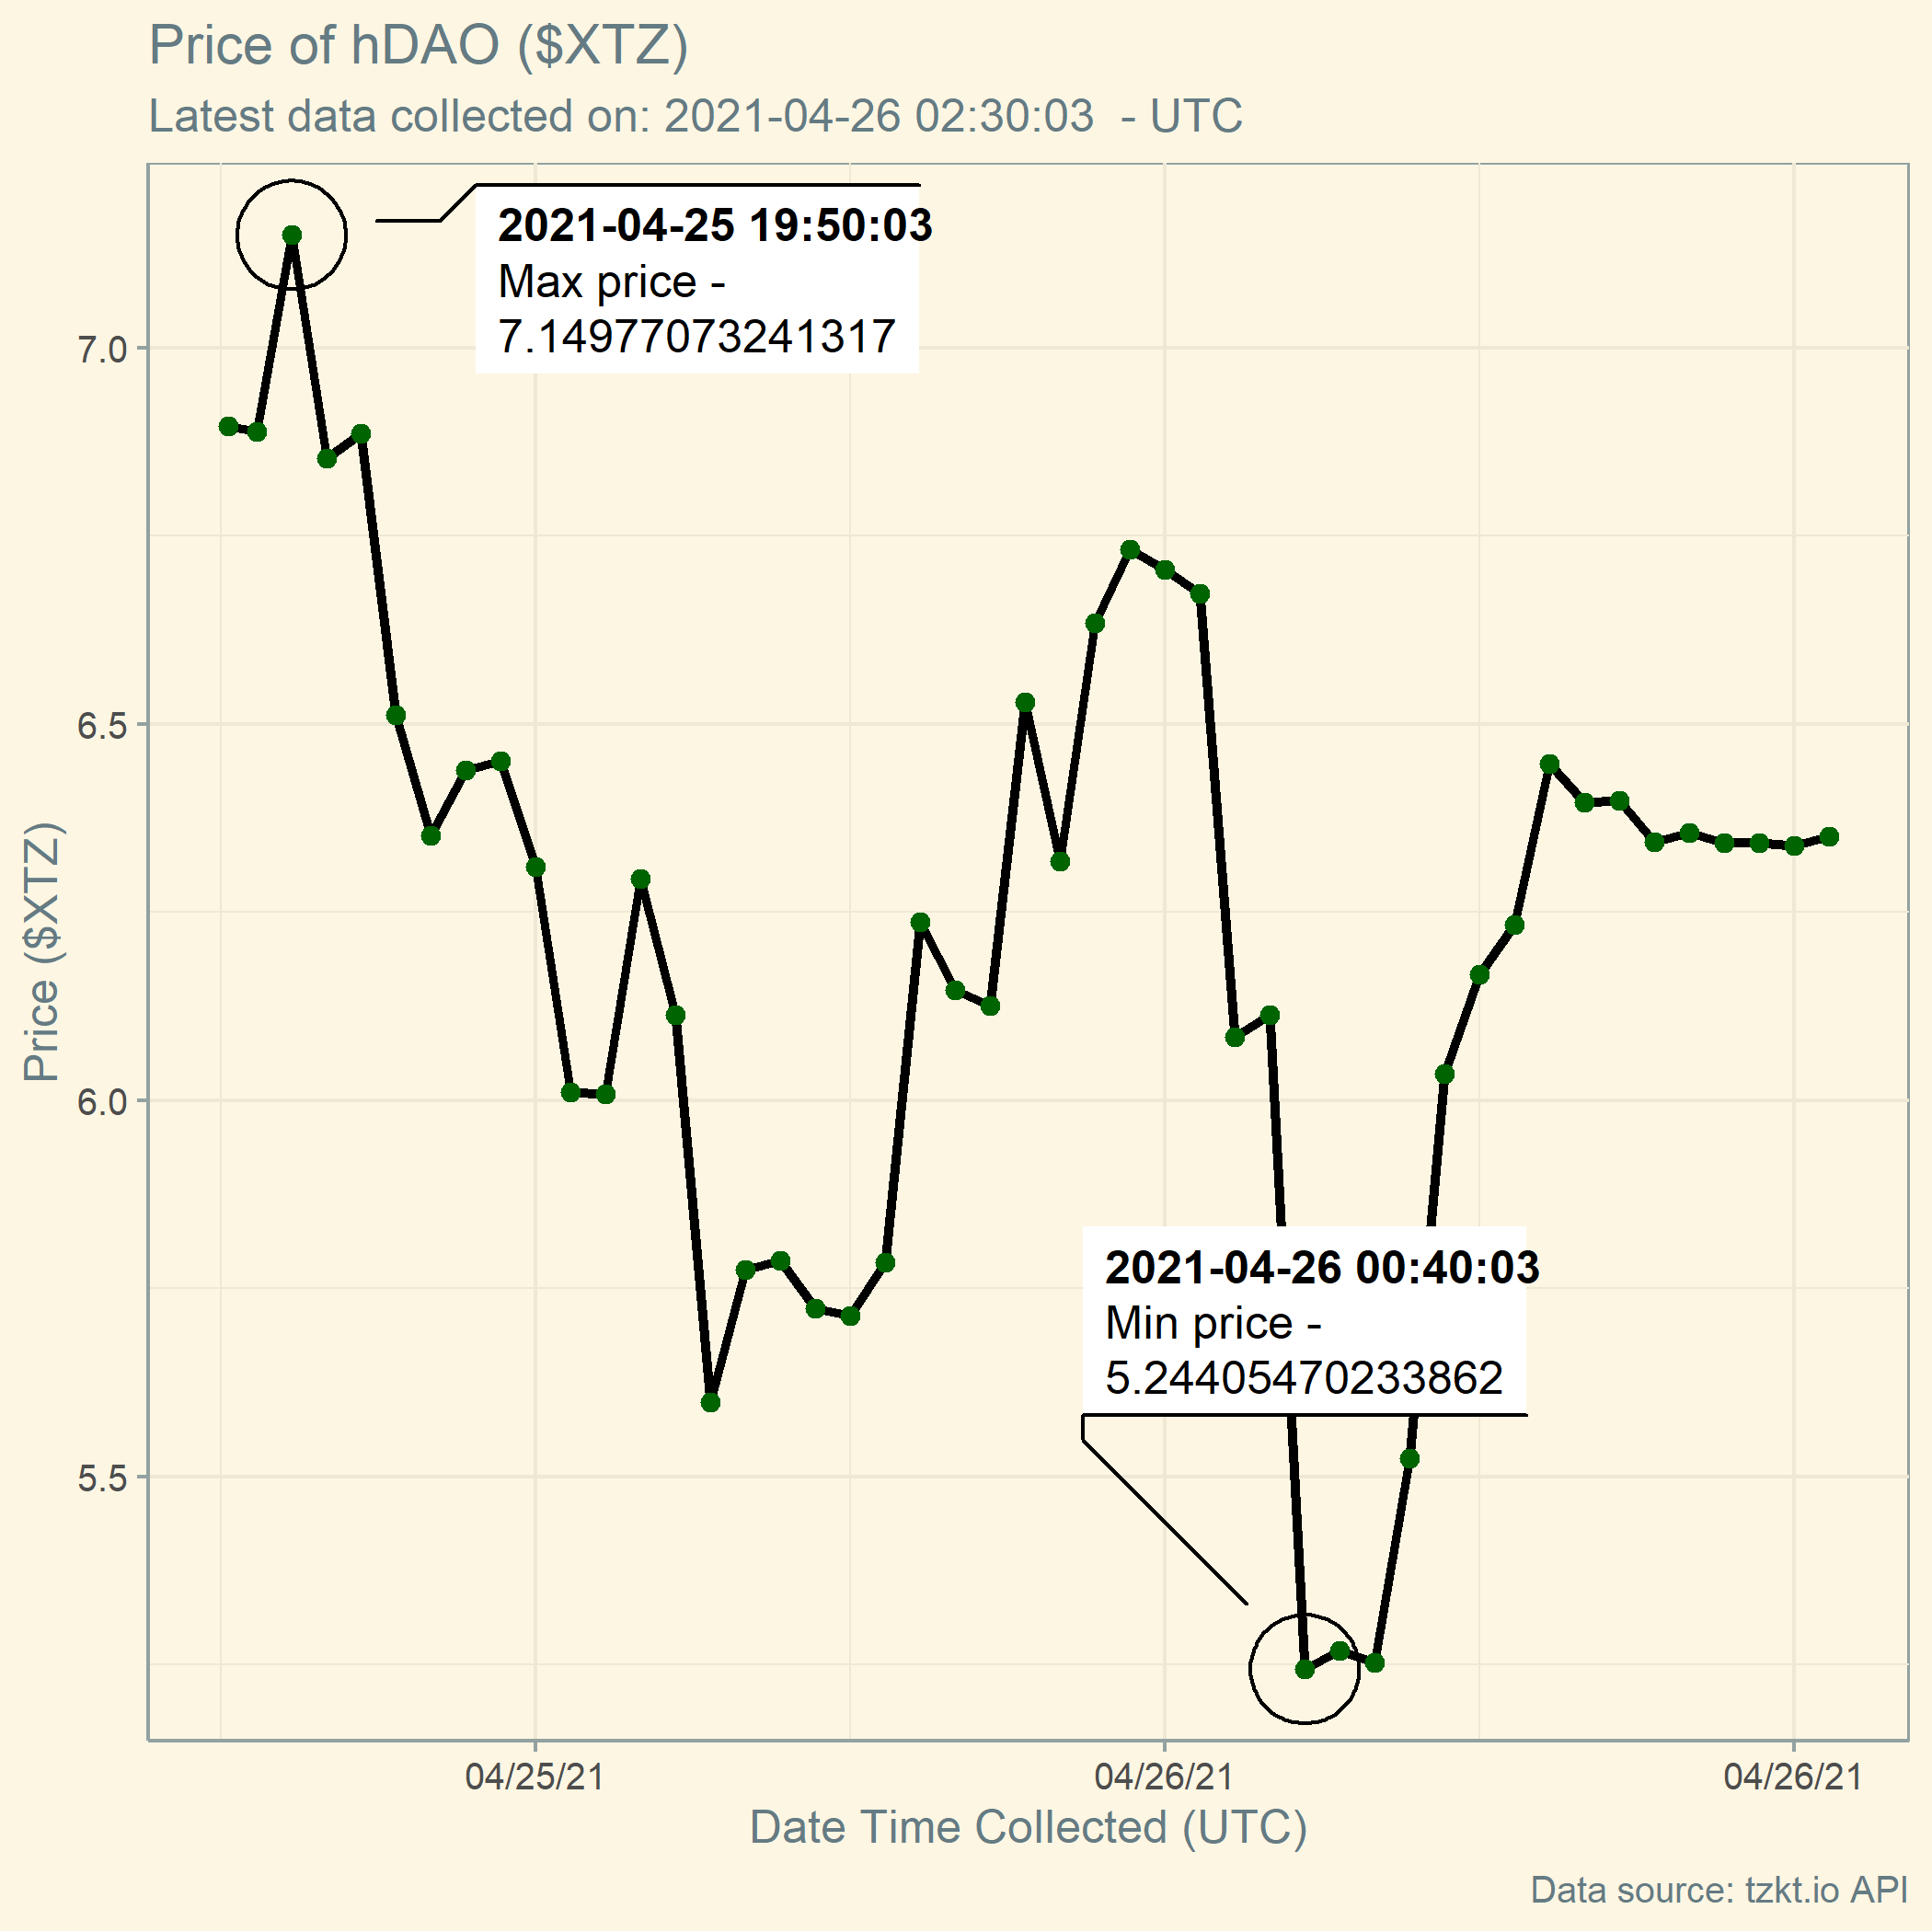 Price of hDAO ($XTZ)
Latest data collected on: 2021-04-26 02:30:03  - UTC
2021-04-25 19:50:03
Max price -
7.14977073241317
7.0
6.5
6.0
5.5
Price ($XTZ)
2021-04-26 00:40:03
Min price -
5.24405470233862
04/25/21
04/26/21
04/26/21
Date Time Collected (UTC)
Data source: tzkt.io API